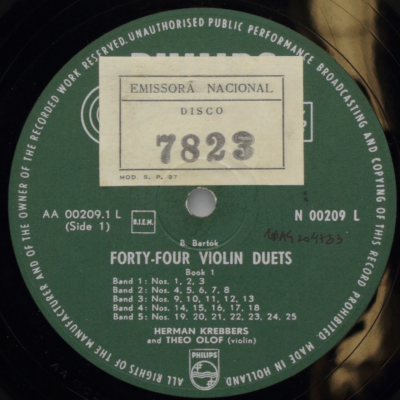 ALL RIGHTS OF THE MANUFACTURER AND OF THE OWNER OF THE RECORDED WORK RESERVED. UNAUTHORISED PUBLIC PERFORMANCE BROADCASTING AND COPYING OF THIS RECORD PROHIBITED. MADE IN HOLLAND
EMISSORA NACIONAL
DISCO
7823
MOD. S. P. 37
AA 00209.1 L
(Side 1)
B.I.E.M.
N 00209 L
B. Bartók
FORTY-FOUR VIOLIN DUETS
Book 1
Band 1: Nos. 1, 2, 3
Band 2: Nos. 4, 5, 6, 7, 8
Band 3: Nos. 9, 10, 11, 12, 13
Band 4: Nos. 14, 15, 16, 17, 18
Band 5: Nos. 19, 20, 21, 22, 23, 24, 25
HERMAN KREBBERS
and THEO OLOF (violin)
PHILIPS